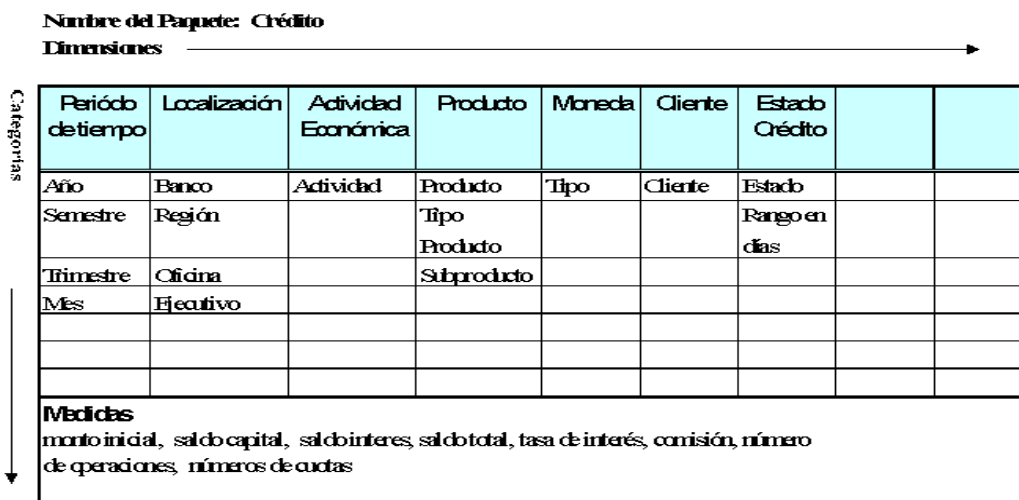 Nombre del Paquete: Crédito
Dimensiones
Categorias
Periódo de tiempo Localización Actividad Económica Producto Moneda Cliente Estado Crédito
Año Banco Actividad Producto Tipo Cliente Estado
Semestre Región Tipo Producto Rango en días
Trimestre Oficina Subproducto
Mes Ejecutivo
Medidas
monto inicial, saldo capital, saldo interes, saldo total, tasa de interés, comisión, número
de operaciones, números de cuotas